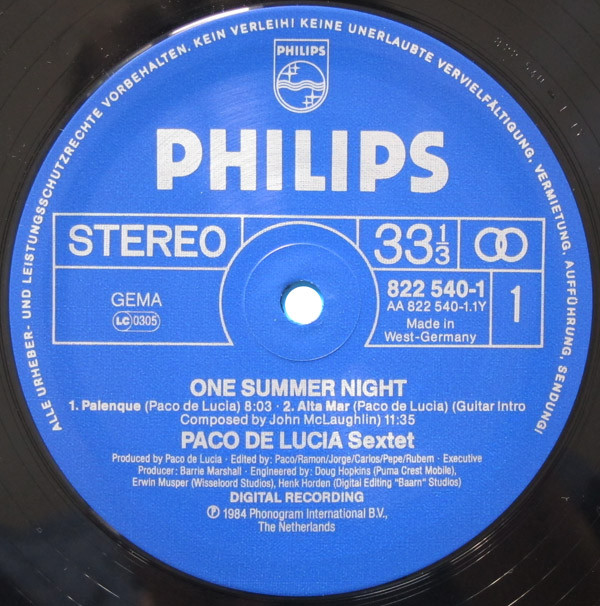 ALLE URHEBER- UND LEISTUNGSSCHUTZRECHTE VORBEHALTEN. KEIN VERLEIH! KEINE UNERLAUBTE VERVIELFÄLTIGUNG, VERMIETUNG, AUFFÜHRUNG, SENDUNG!
PHILIPS
PHILIPS
STEREO
33 1/3
GEMA
LC 0305
822 540-1
AA 822 540-1.1Y
Made in
West-Germany
1
ONE SUMMER NIGHT
1. Palenque (Paco de Lucia) 8:03 · 2. Alta Mar (Paco de Lucia) (Guitar Intro
Composed by John McLaughlin) 11:35
PACO DE LUCIA Sextet
Produced by Paco de Lucia · Edited by: Paco/Ramon/Jorge/Carlos/Pepe/Rubem · Executive
Producer: Barrie Marshall · Engineered by: Doug Hopkins (Puma Crest Mobile),
Erwin Musper (Wisseloord Studios), Henk Horden (Digital Editing "Baarn" Studios)
DIGITAL RECORDING
℗ 1984 Phonogram International B.V.,
The Netherlands